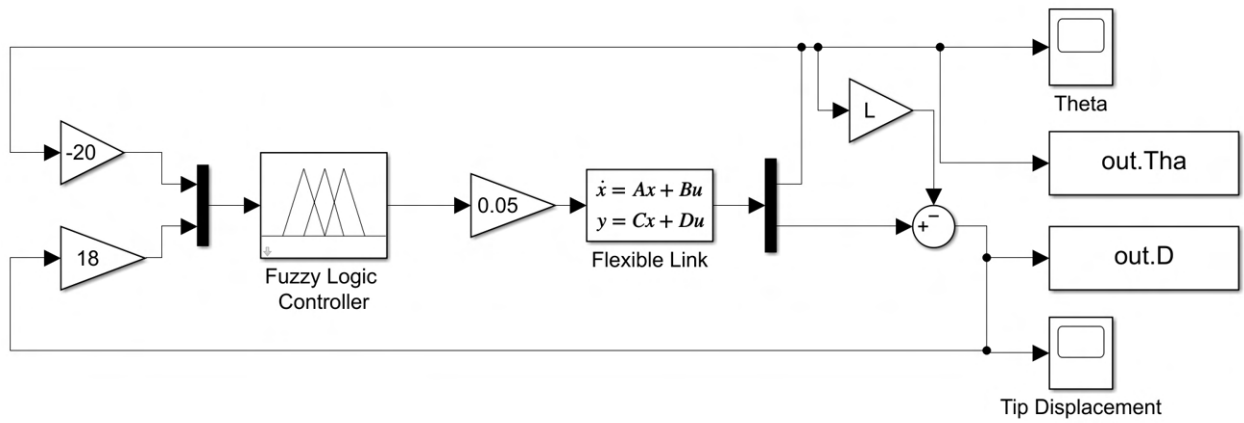 Theta
L
-20
out.Tha
0.05
ẋ = Ax + Bu
y = Cx + Du
−
+
18
out.D
Flexible Link
Fuzzy Logic
Controller
Tip Displacement